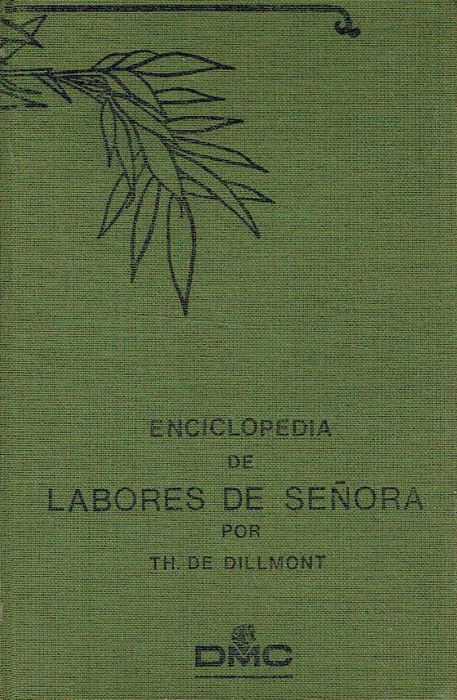 ENCICLOPEDIA
DE
LABORES DE SEÑORA
POR
TH. DE DILLMONT
DMC